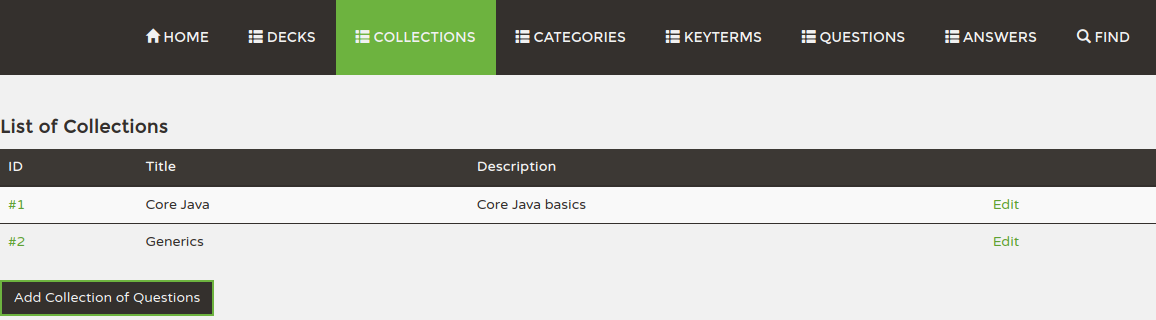 HOME DECKS COLLECTIONS CATEGORIES KEYTERMS QUESTIONS ANSWERS FIND
List of Collections
ID Title Description
#1 Core Java Core Java basics Edit
#2 Generics Edit
Add Collection of Questions